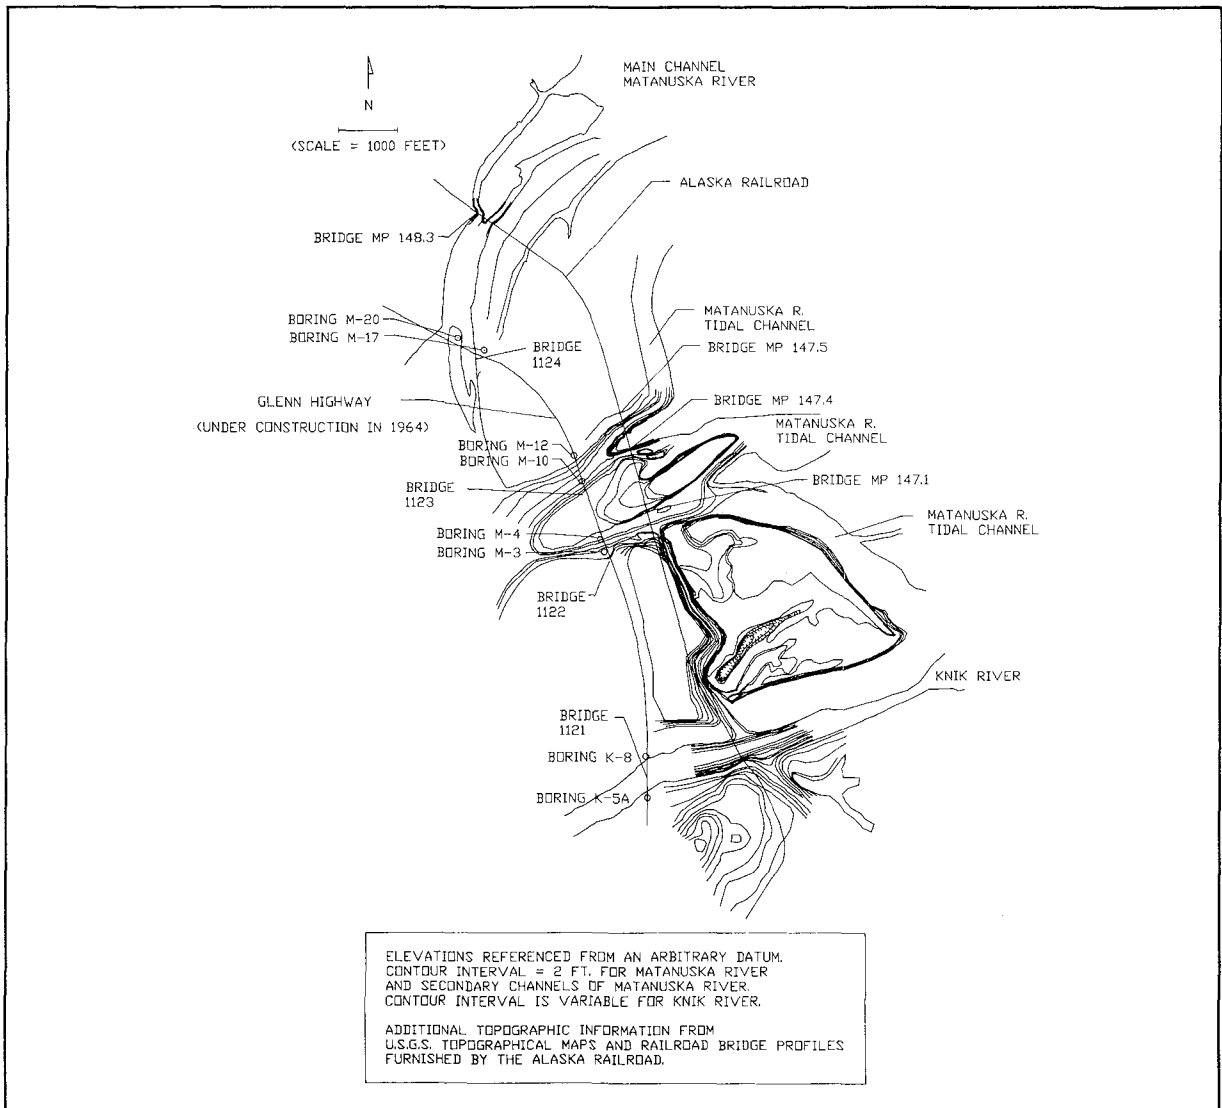 MAIN CHANNEL
MATANUSKA RIVER
N
(SCALE = 1000 FEET)
ALASKA RAILROAD
BRIDGE MP 148.3
MATANUSKA R.
TIDAL CHANNEL
BORING M-20
BORING M-17
BRIDGE
1124
BRIDGE MP 147.5
GLENN HIGHWAY
(UNDER CONSTRUCTION IN 1964)
BRIDGE MP 147.4
MATANUSKA R.
TIDAL CHANNEL
BORING M-12
BORING M-10
BRIDGE
1123
BRIDGE MP 147.1
MATANUSKA R.
TIDAL CHANNEL
BORING M-4
BORING M-3
BRIDGE
1122
KNIK RIVER
BRIDGE
1121
BORING K-8
BORING K-5A
ELEVATIONS REFERENCED FROM AN ARBITRARY DATUM.
CONTOUR INTERVAL = 2 FT. FOR MATANUSKA RIVER
AND SECONDARY CHANNELS OF MATANUSKA RIVER.
CONTOUR INTERVAL IS VARIABLE FOR KNIK RIVER.
ADDITIONAL TOPOGRAPHIC INFORMATION FROM
U.S.G.S. TOPOGRAPHICAL MAPS AND RAILROAD BRIDGE PROFILES
FURNISHED BY THE ALASKA RAILROAD.